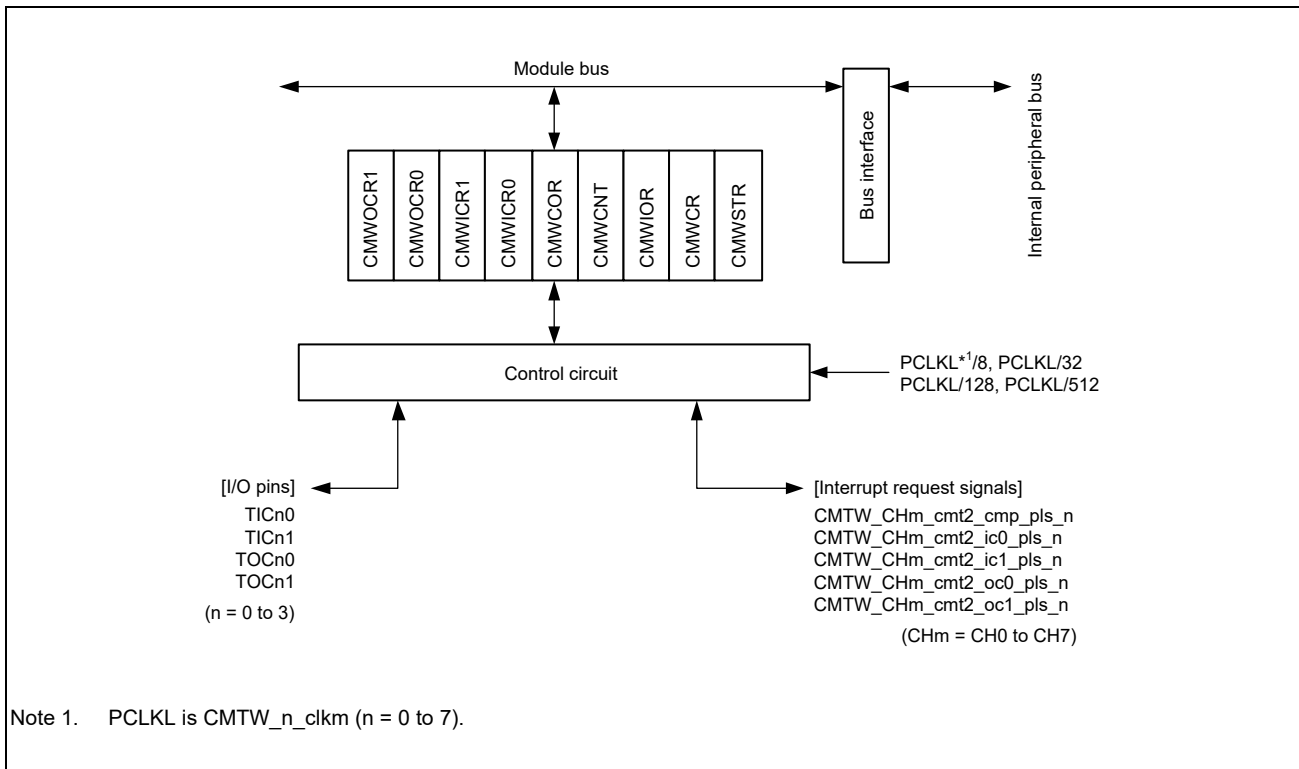 Module bus
Bus interface
Internal peripheral bus
CMWOCR1
CMWOCR0
CMWICR1
CMWICR0
CMWCOR
CMWCNT
CMWIOR
CMWCR
CMWSTR
Control circuit
PCLKL*1/8, PCLKL/32
PCLKL/128, PCLKL/512
[I/O pins]
TICn0
TICn1
TOCn0
TOCn1
(n = 0 to 3)
[Interrupt request signals]
CMTW_CHm_cmt2_cmp_pls_n
CMTW_CHm_cmt2_ic0_pls_n
CMTW_CHm_cmt2_ic1_pls_n
CMTW_CHm_cmt2_oc0_pls_n
CMTW_CHm_cmt2_oc1_pls_n
(CHm = CH0 to CH7)
Note 1. PCLKL is CMTW_n_clkm (n = 0 to 7).